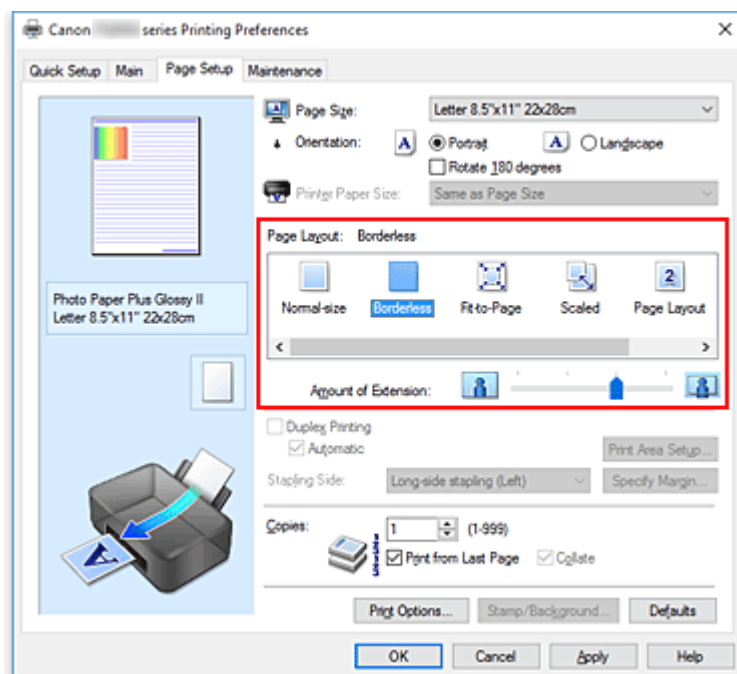 Canon series Printing Preferences
Quick Setup Main Page Setup Maintenance
Page Size: Letter 8.5"x11" 22x28cm
Orientation: A Portrait A Landscape
Rotate 180 degrees
Printer Paper Size: Same as Page Size
Page Layout: Borderless
2
Normal-size Borderless Fit-to-Page Scaled Page Layout
Photo Paper Plus Glossy II
Letter 8.5"x11" 22x28cm
Amount of Extension:
Duplex Printing
Automatic Print Area Setup...
Stapling Side: Long-side stapling (Left) Specify Margin...
Copies: 1 (1-999)
Print from Last Page Collate
A
Print Options... Stamp/Background... Defaults
OK Cancel Apply Help